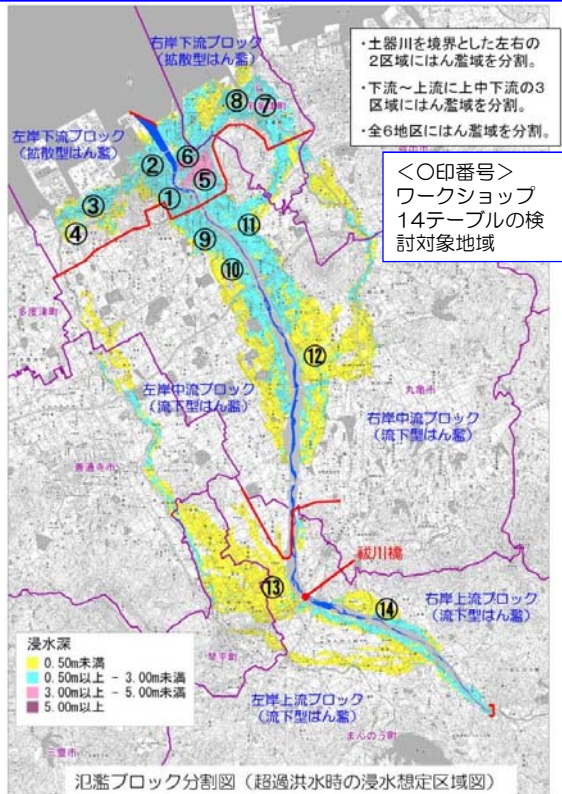 右岸下流ブロック
(拡散型はん濫)
・土器川を境界とした左右の
2区域にはん濫域を分割。
・下流~上流に上中下流の3
区域にはん濫域を分割。
・全6地区にはん濫域を分割。
<〇印番号>
ワークショップ
14テーブルの検
討対象地域
左岸下流ブロック
(拡散型はん濫)
⑧
⑦
⑥
②
⑤
①
③
④
⑪
⑨
⑩
多度津町
⑫
左岸中流ブロック
(流下型はん濫)
丸亀市
右岸中流ブロック
(流下型はん濫)
善通寺市
祓川橋
⑬
⑭
右岸上流ブロック
(流下型はん濫)
浸水深
0.50m未満
0.50m以上 - 3.00m未満
3.00m以上 - 5.00m未満
5.00m以上
琴平町
左岸上流ブロック
(流下型はん濫)
まんのう町
三豊市
氾濫ブロック分割図(超過洪水時の浸水想定区域図)